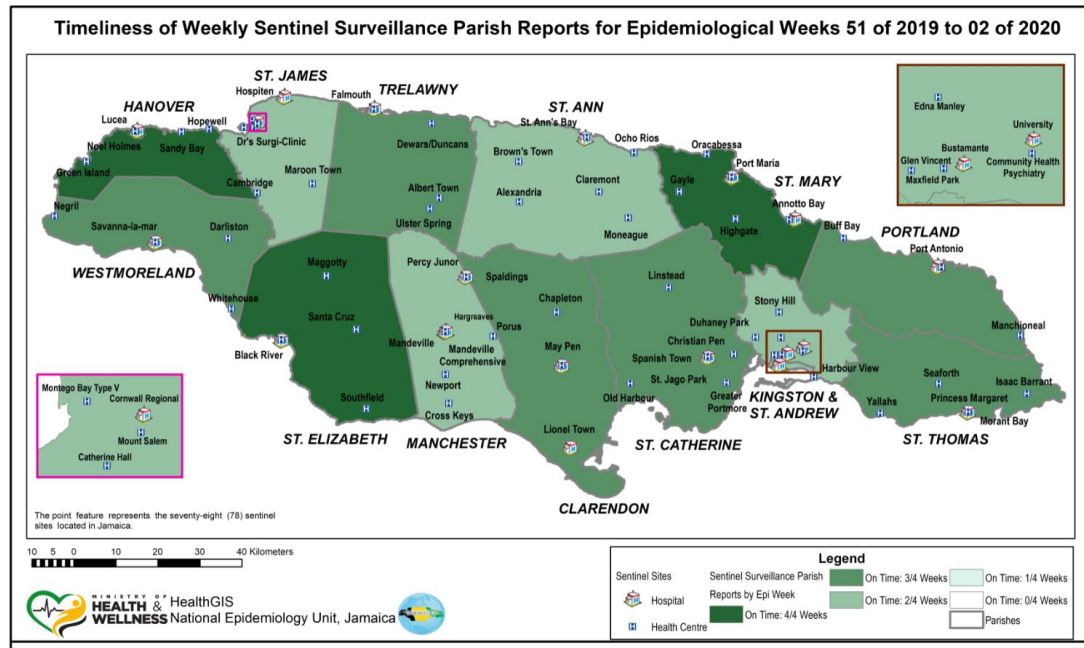 Timeliness of Weekly Sentinel Surveillance Parish Reports for Epidemiological Weeks 51 of 2019 to 02 of 2020
ST. JAMES
Hospiten
TRELAWNY
Falmouth
HANOVER
Lucea
Hopewell
Noel Holmes
Sandy Bay
Green Island
Dr's Surgi-Clinic
Cambridge
Maroon Town
Dewars/Duncans
Albert Town
Ulster Spring
ST. ANN
St. Ann's Bay
Ocho Rios
Brown's Town
Alexandria
Claremont
Moneague
Oracabessa
Port Maria
Gayle
ST. MARY
Annotto Bay
Highgate
Buff Bay
PORTLAND
Port Antonio
Manchioneal
Edna Manley
University
Bustamante
Glen Vincent
Community Health
Psychiatry
Maxfield Park
Negril
Savanna-la-mar
Darliston
WESTMORELAND
Whitehouse
Maggotty
Santa Cruz
Black River
Southfield
ST. ELIZABETH
Percy Junor
Hargreaves
Mandeville
Porus
Mandeville
Comprehensive
Newport
Cross Keys
MANCHESTER
Spaldings
Chapleton
May Pen
Lionel Town
CLARENDON
Linstead
Christian Pen
Spanish Town
St. Jago Park
Old Harbour
Greater
Portmore
ST. CATHERINE
Stony Hill
Duhaney Park
Harbour View
KINGSTON &
ST. ANDREW
Seaforth
Isaac Barrant
Princess Margaret
Yallahs
Morant Bay
ST. THOMAS
Montego Bay Type V
Cornwall Regional
Mount Salem
Catherine Hall
The point feature represents the seventy-eight (78) sentinel
sites located in Jamaica.
10 5 0 10 20 30 40 Kilometers
MINISTRY OF
HEALTH &
WELLNESS
HealthGIS
National Epidemiology Unit, Jamaica
Legend
Sentinel Sites
Hospital
Health Centre
Sentinel Surveillance Parish
Reports by Epi Week
On Time: 4/4 Weeks
On Time: 3/4 Weeks
On Time: 2/4 Weeks
On Time: 1/4 Weeks
On Time: 0/4 Weeks
Parishes